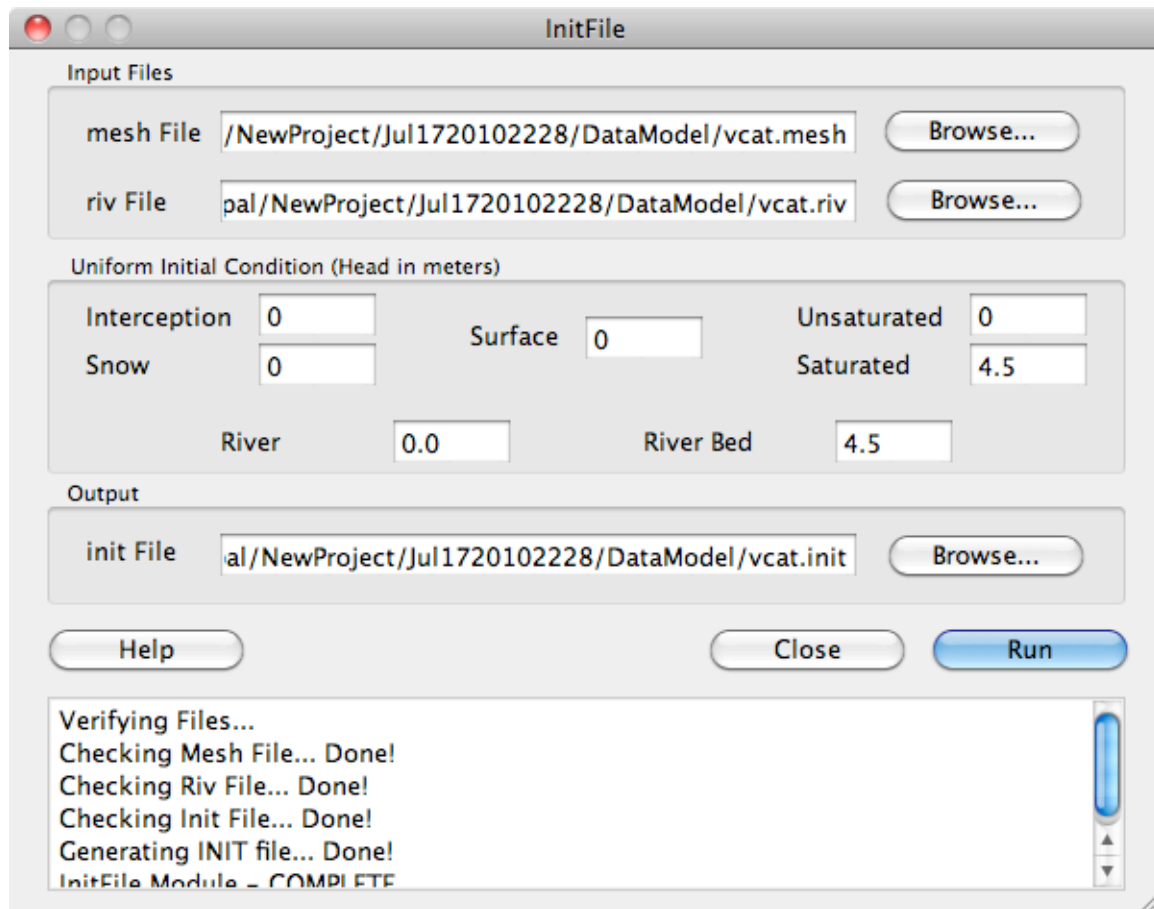 InitFile
Input Files
mesh File /NewProject/Jul1720102228/DataModel/vcat.mesh Browse...
riv File pal/NewProject/Jul1720102228/DataModel/vcat.riv Browse...
Uniform Initial Condition (Head in meters)
Interception 0 Surface 0 Unsaturated 0
Snow 0 Saturated 4.5
River 0.0 River Bed 4.5
Output
init File al/NewProject/Jul1720102228/DataModel/vcat.init Browse...
Help Close Run
Verifying Files...
Checking Mesh File... Done!
Checking Riv File... Done!
Checking Init File... Done!
Generating INIT file... Done!
InitFile Module - COMPLETE